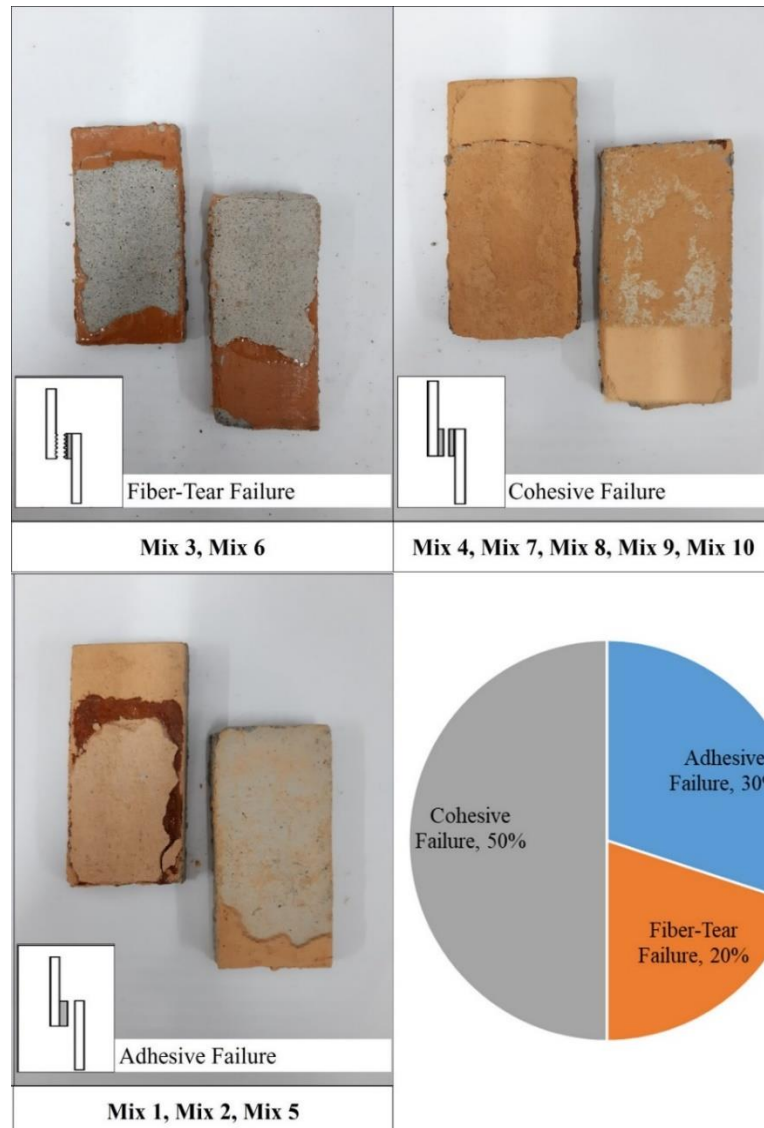 Fiber-Tear Failure
Cohesive Failure
Mix 3, Mix 6
Mix 4, Mix 7, Mix 8, Mix 9, Mix 10
Adhesive
Failure, 30%
Cohesive
Failure, 50%
Fiber-Tear
Failure, 20%
Adhesive Failure
Mix 1, Mix 2, Mix 5